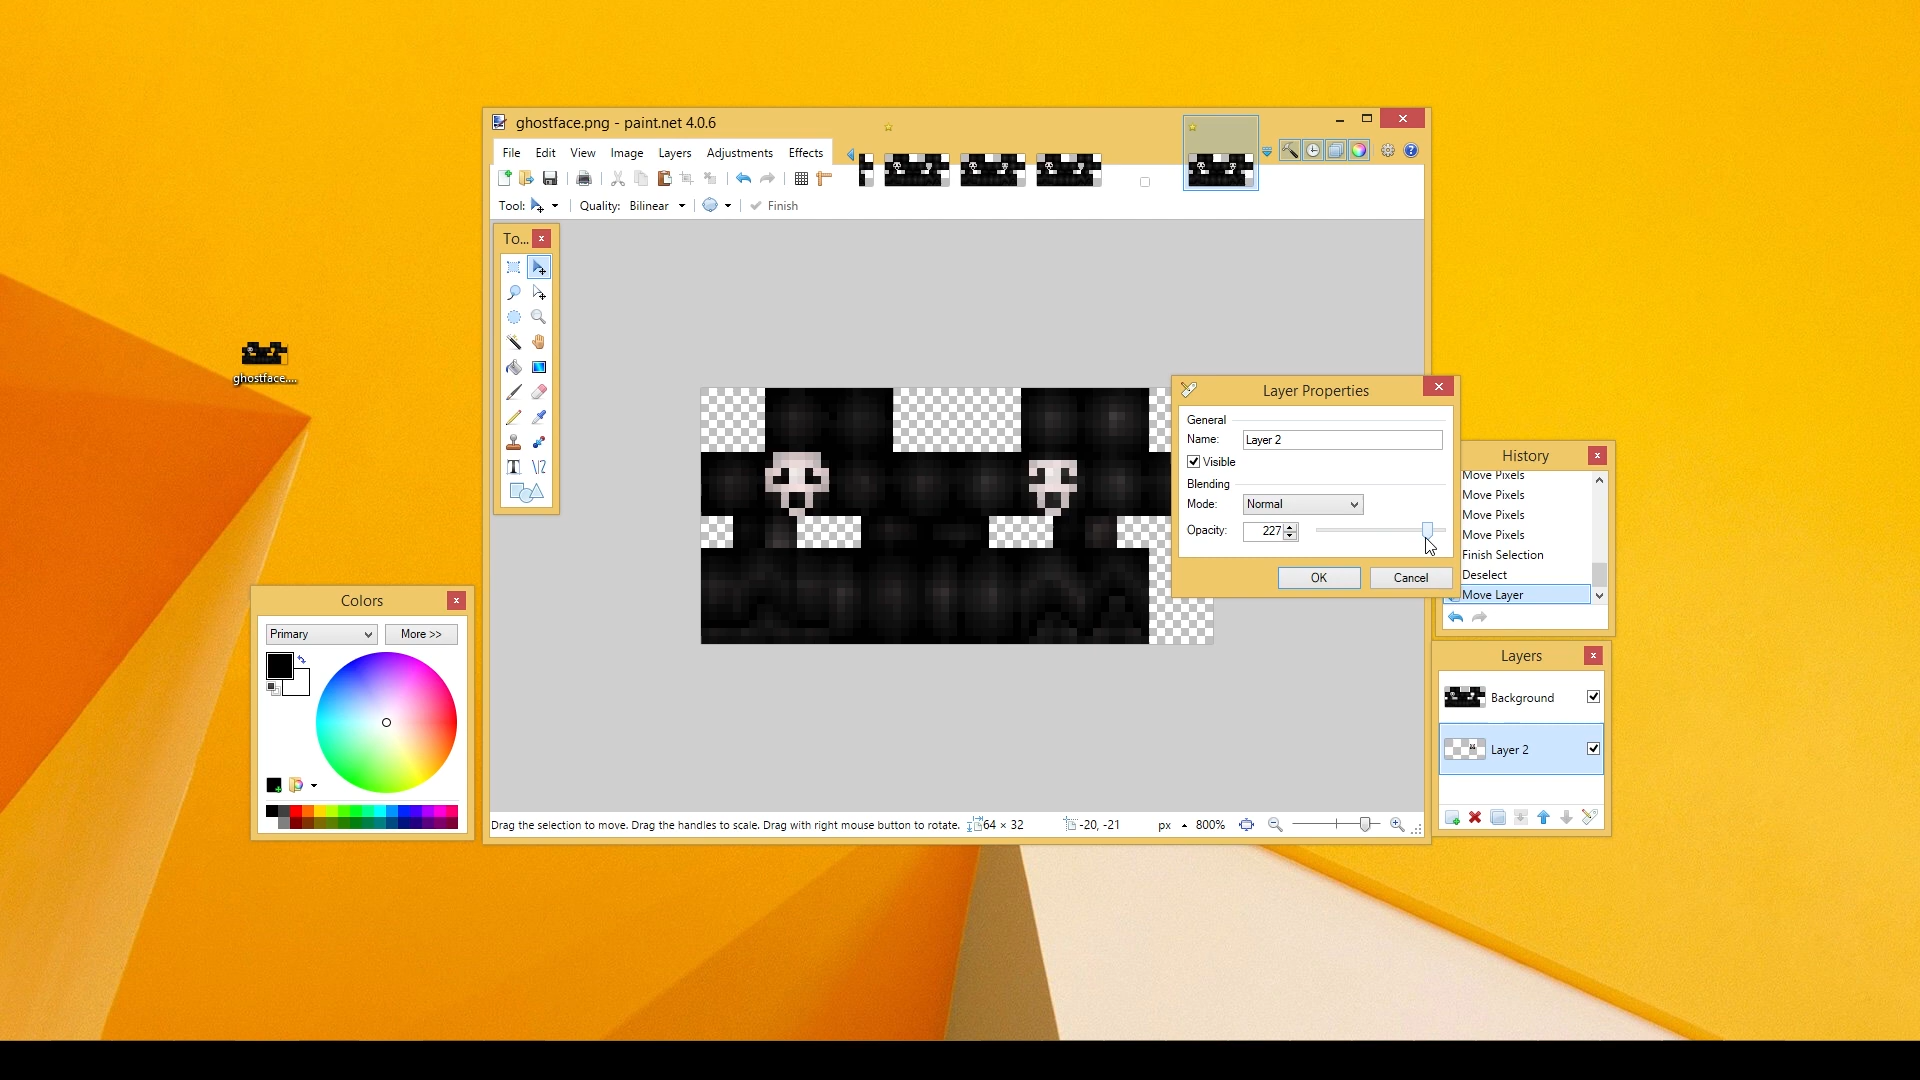 ghostface.png - paint.net 4.0.6
File Edit View Image Layers Adjustments Effects
Tool: Quality: Bilinear Finish
To...
ghostface....
Layer Properties
General
Name: Layer 2
Visible
Blending
Mode: Normal
Opacity: 227
OK Cancel
History
Move Pixels
Move Pixels
Move Pixels
Move Pixels
Finish Selection
Deselect
Move Layer
Colors
Primary More >>
Layers
Background
Layer 2
Drag the selection to move. Drag the handles to scale. Drag with right mouse button to rotate. 64 × 32 -20, -21 px 800%